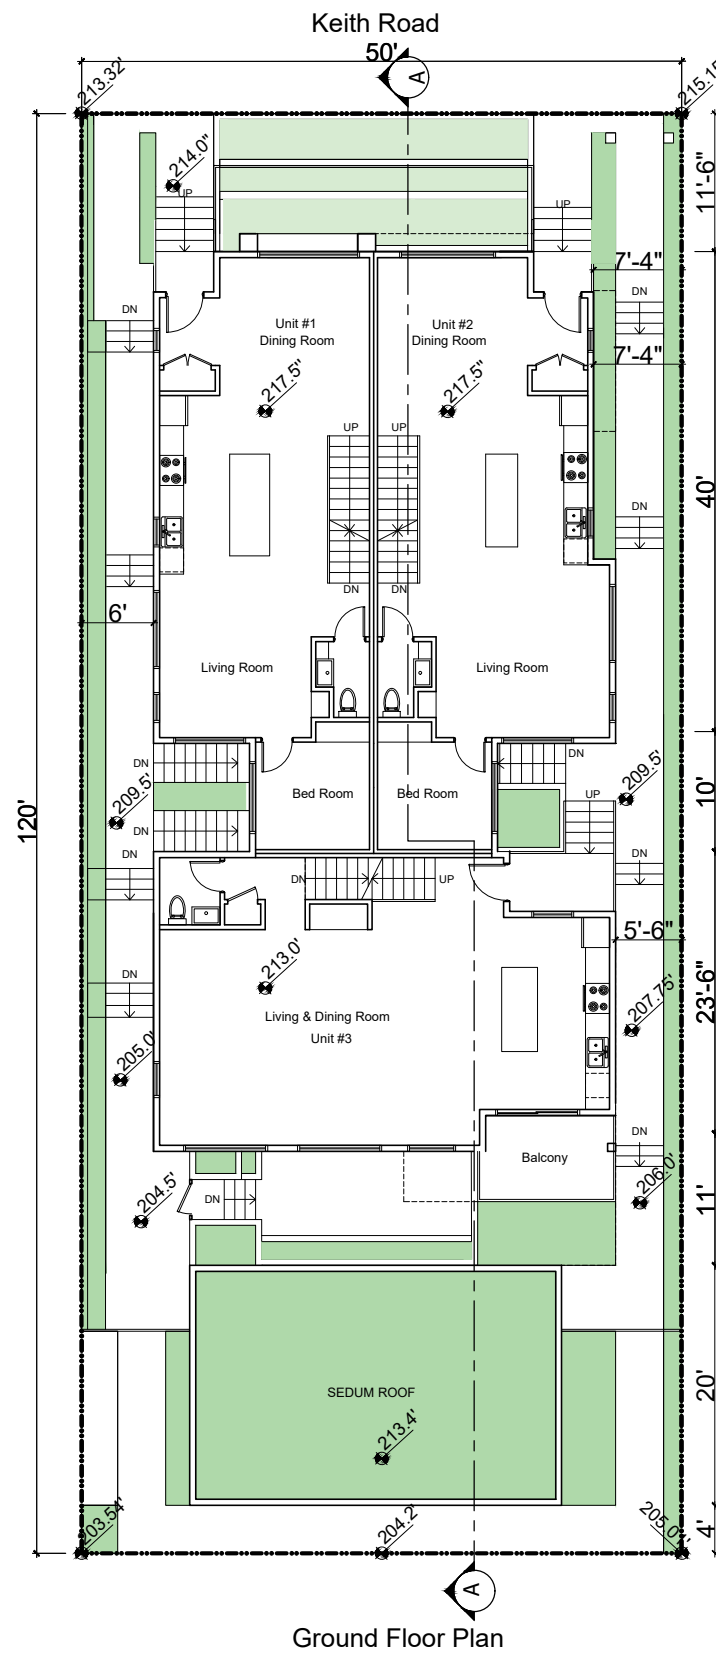 Keith Road
50'
A
213.32'
215.15'
214.0"
UP
UP
11'-6"
7'-4"
DN
DN
Unit #1
Dining Room
Unit #2
Dining Room
7'-4"
217.5"
217.5"
UP
UP
40'
DN
DN
DN
6'
Living Room
Living Room
DN
DN
209.5'
209.5'
Bed Room
Bed Room
UP
10'
120'
DN
DN
DN
DN
UP
5'-6"
213.0'
DN
23'-6"
207.75'
Living & Dining Room
Unit #3
205.0'
DN
Balcony
204.5'
206.0'
DN
11'
SEDUM ROOF
20'
213.4'
203.54'
204.2'
4'
A
Ground Floor Plan